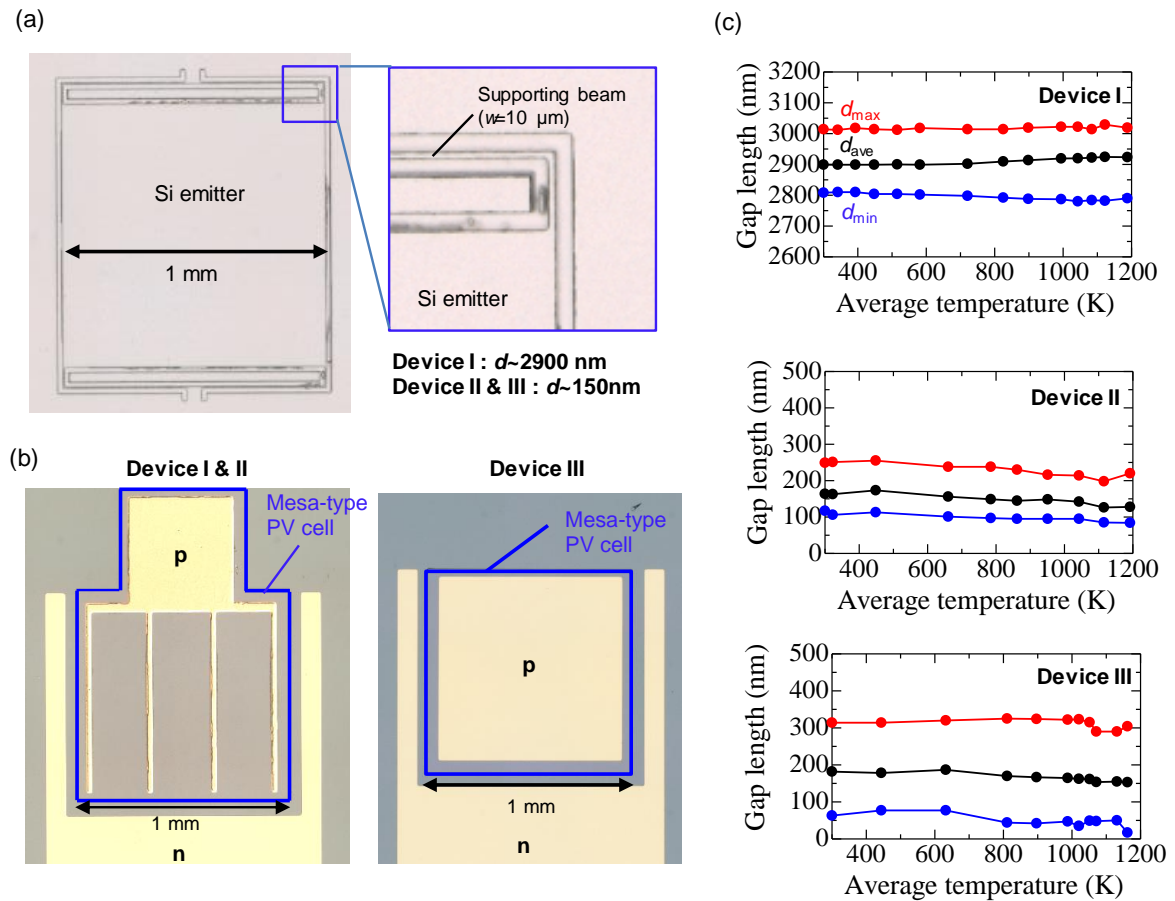 (a)
Si emitter
1 mm
Supporting beam
(w=10 μm)
Si emitter
Device I : d~2900 nm
Device II & III : d~150nm
(b)
Device I & II
Mesa-type
PV cell
p
1 mm
n
Device III
Mesa-type
PV cell
p
1 mm
n
(c)
Device I
Gap length (nm)
3200
3100
3000
2900
2800
2700
2600
dmax
dave
dmin
400 600 800 1000 1200
Average temperature (K)
Device II
Gap length (nm)
500
400
300
200
100
0
400 600 800 1000 1200
Average temperature (K)
Device III
Gap length (nm)
500
400
300
200
100
0
400 600 800 1000 1200
Average temperature (K)